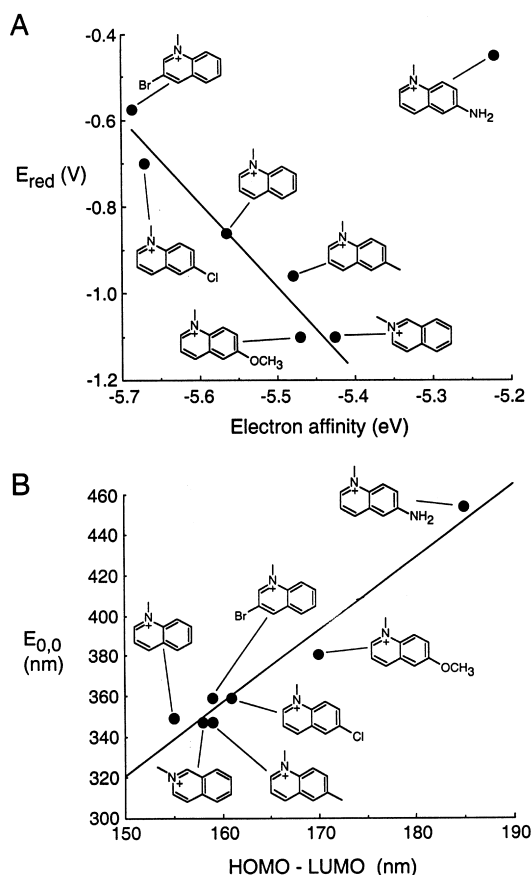 A
-0.4
-0.6
-0.8
-1.0
-1.2
E red (V)
N
+
Br
N
+
NH2
N
+
N
+
Cl
N
+
N
+
OCH3
N
+
-5.7
-5.6
-5.5
-5.4
-5.3
-5.2
Electron affinity (eV)
B
460
440
420
400
380
360
340
320
300
E0,0
(nm)
N
+
NH2
N
+
Br
N
+
N
+
OCH3
N
+
Cl
N
+
N
+
150
160
170
180
190
HOMO - LUMO (nm)